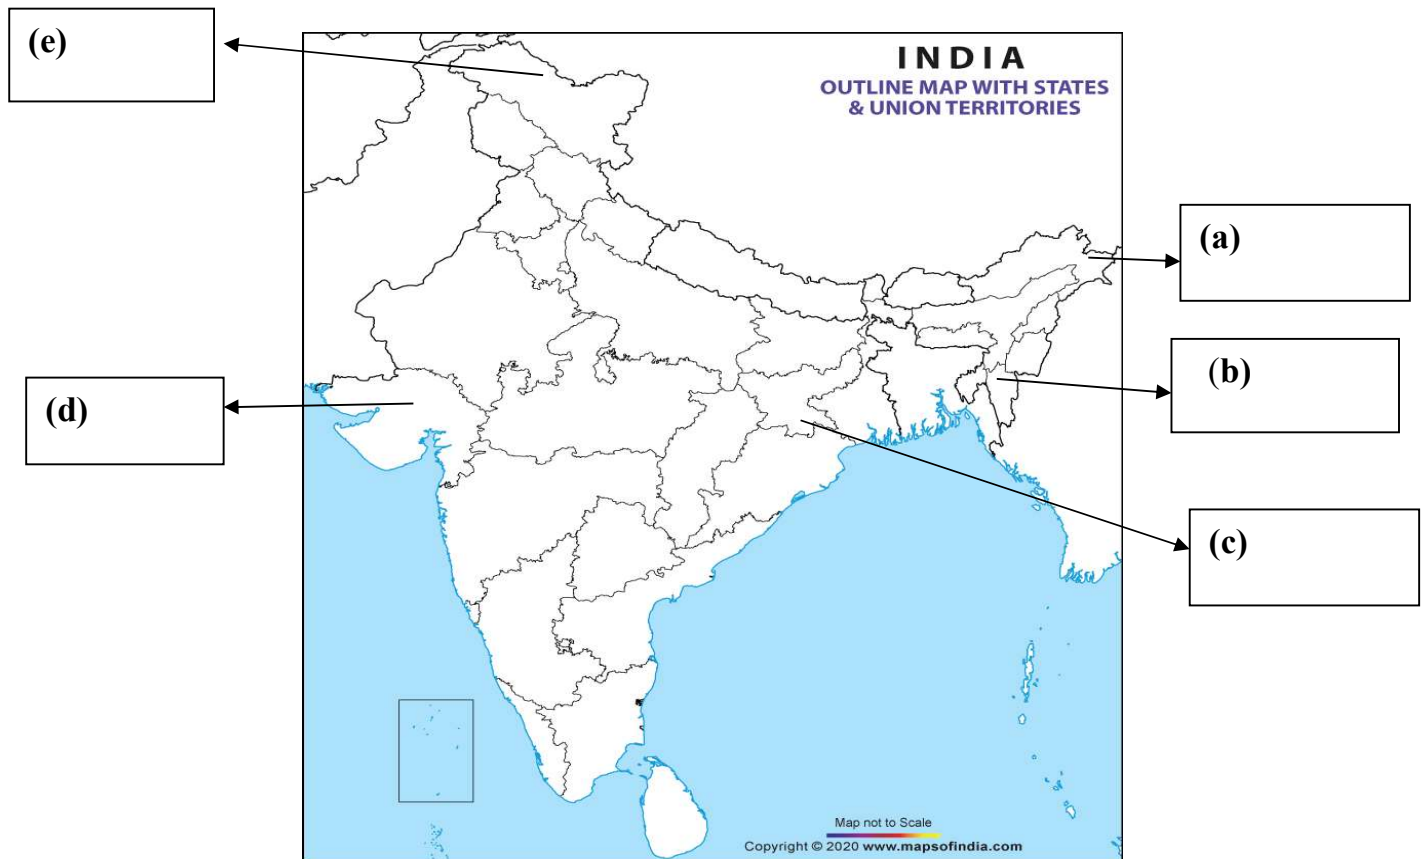 (e)
INDIA
OUTLINE MAP WITH STATES
& UNION TERRITORIES
(a)
(b)
(d)
(c)
Map not to Scale
Copyright © 2020 www.mapsofindia.com